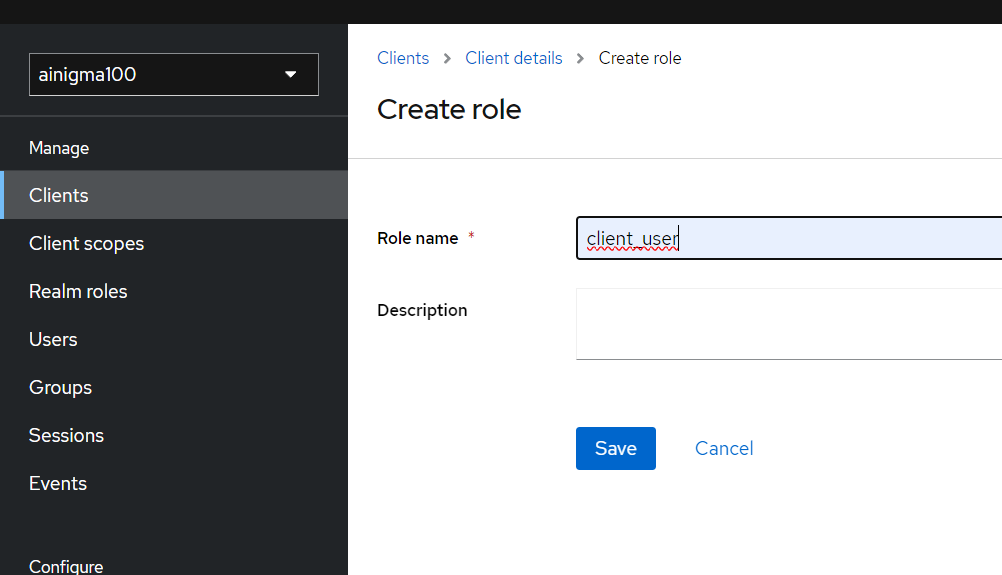 ainigma100
Manage
Clients
Client scopes
Realm roles
Users
Groups
Sessions
Events
Configure
Clients > Client details > Create role
Create role
Role name *
client_user
Description
Save
Cancel